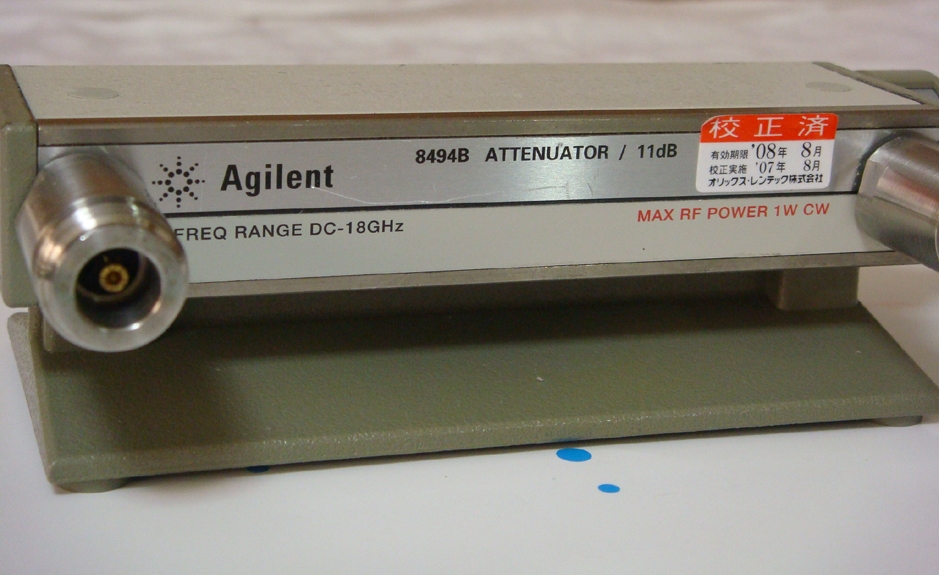 Agilent
8494B ATTENUATOR / 11dB
FREQ RANGE DC-18GHz
MAX RF POWER 1W CW
校正済
有効期限 '08年 8月
校正実施 '07年 8月
オリックス・レンテック株式会社